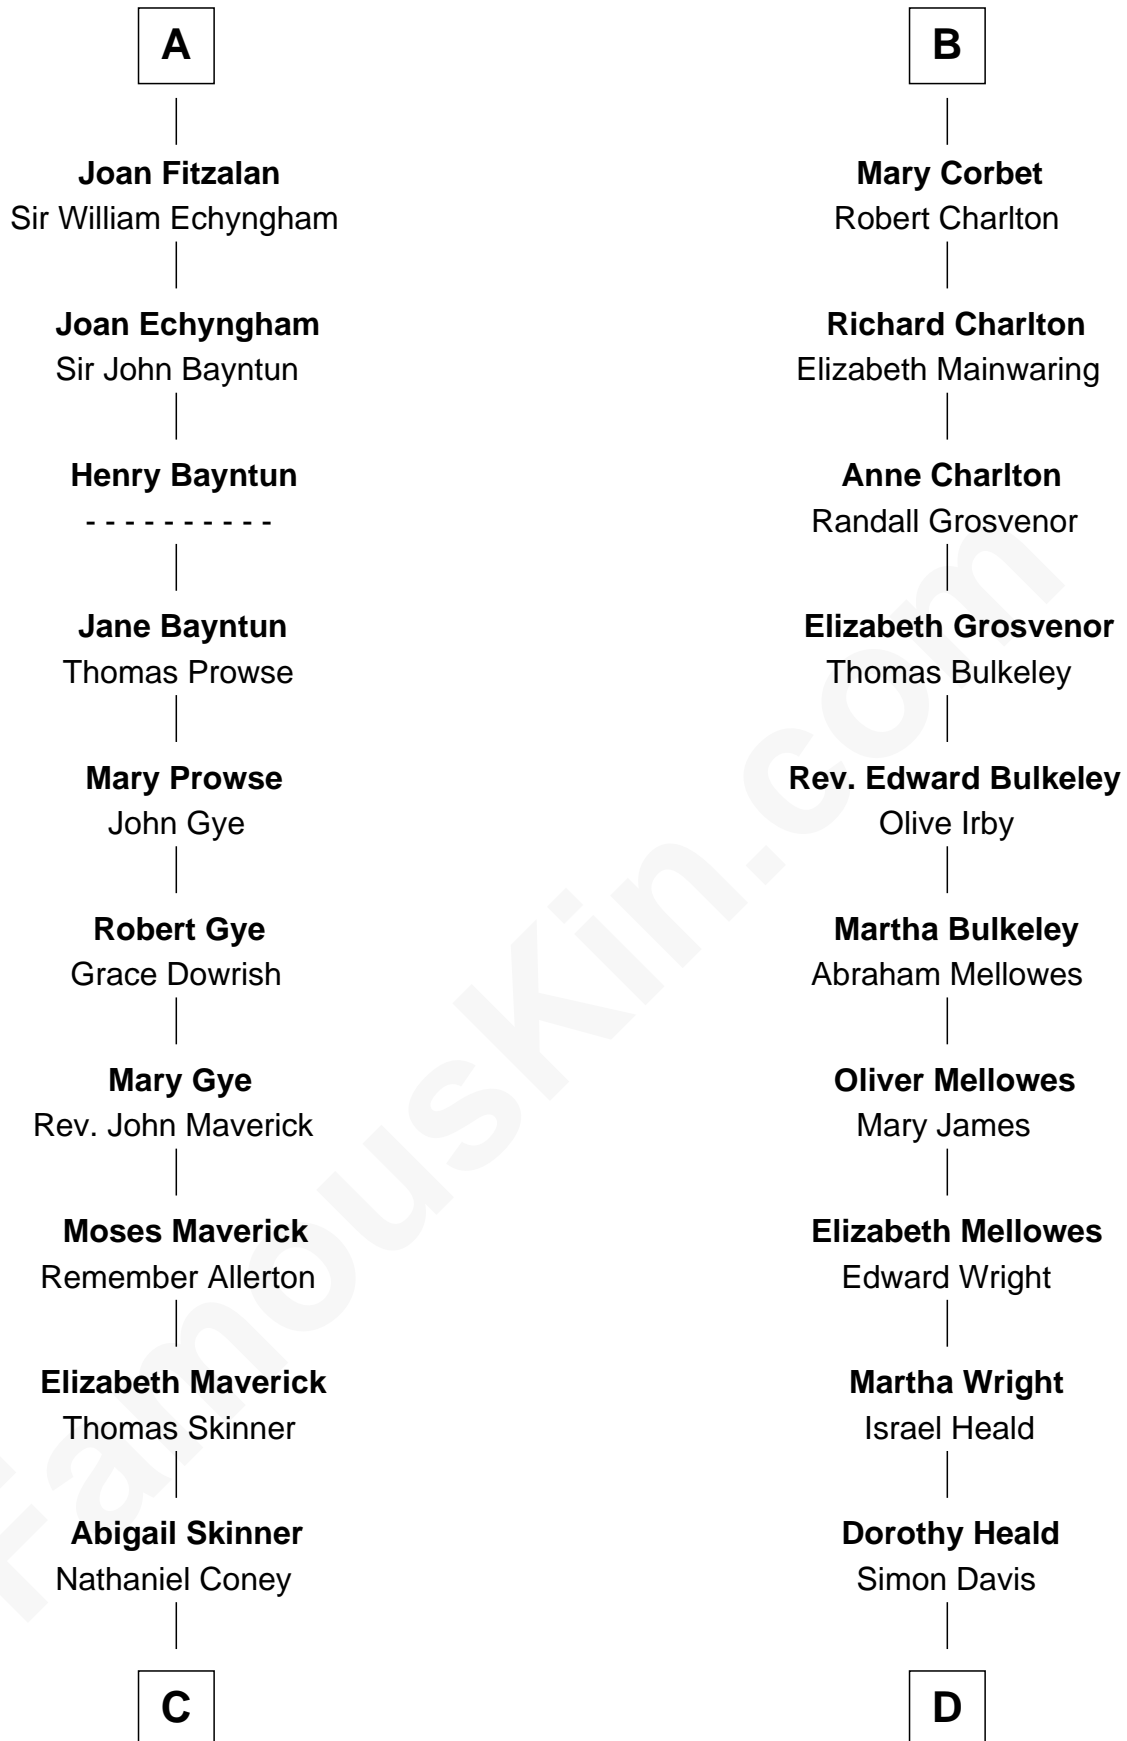 A
Joan Fitzalan
Sir William Echyngham
Joan Echyngham
Sir John Bayntun
Henry Bayntun
- - - - - - - - - -
Jane Bayntun
Thomas Prowse
Mary Prowse
John Gye
Robert Gye
Grace Dowrish
Mary Gye
Rev. John Maverick
Moses Maverick
Remember Allerton
Elizabeth Maverick
Thomas Skinner
Abigail Skinner
Nathaniel Coney
C
B
Mary Corbet
Robert Charlton
Richard Charlton
Elizabeth Mainwaring
Anne Charlton
Randall Grosvenor
Elizabeth Grosvenor
Thomas Bulkeley
Rev. Edward Bulkeley
Olive Irby
Martha Bulkeley
Abraham Mellowes
Oliver Mellowes
Mary James
Elizabeth Mellowes
Edward Wright
Martha Wright
Israel Heald
Dorothy Heald
Simon Davis
D
FamousKin.com